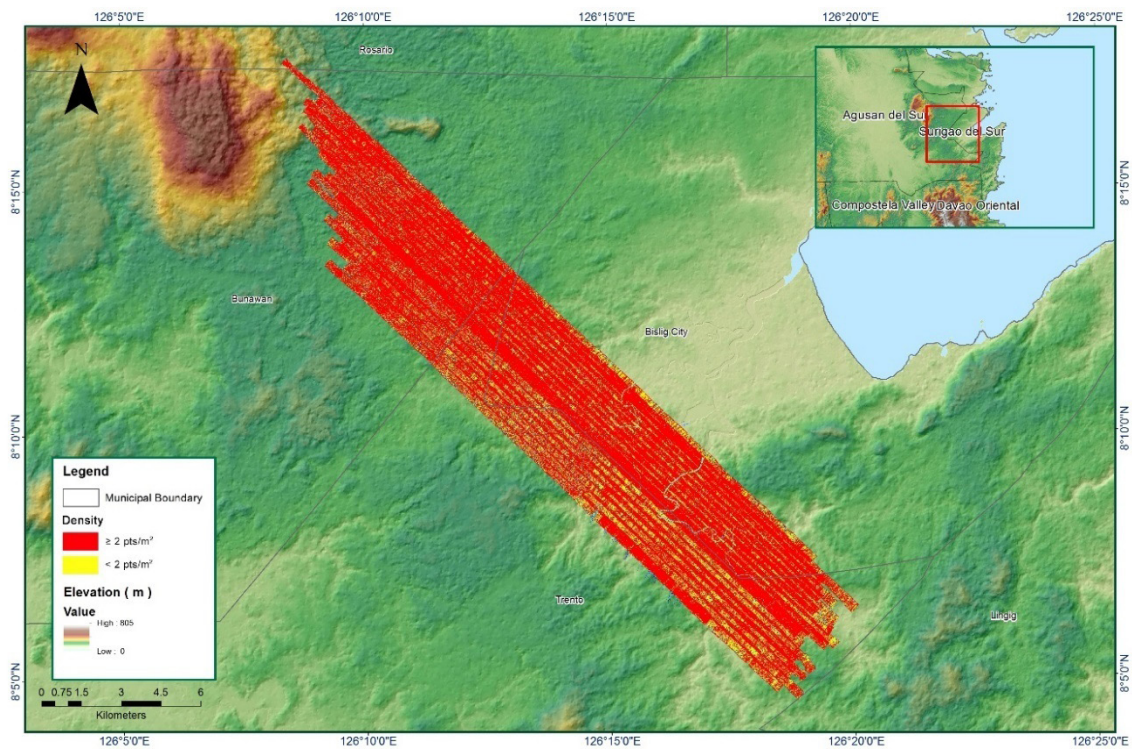 126°5'0"E 126°10'0"E 126°15'0"E 126°20'0"E 126°25'0"E
N
Rosario
Agusan del Su
Surigao del Sur
Compostela Valley Davao Oriental
8°15'0"N 8°15'0"N
Bunawan
Bislig City
8°10'0"N 8°10'0"N
Legend
Municipal Boundary
Density
≥ 2 pts/m²
< 2 pts/m²
Elevation ( m )
Value
High : 805
Low : 0
Trento
Lingig
8°5'0"N 8°5'0"N
0 0.75 1.5 3 4.5 6
Kilometers
126°5'0"E 126°10'0"E 126°15'0"E 126°20'0"E 126°25'0"E